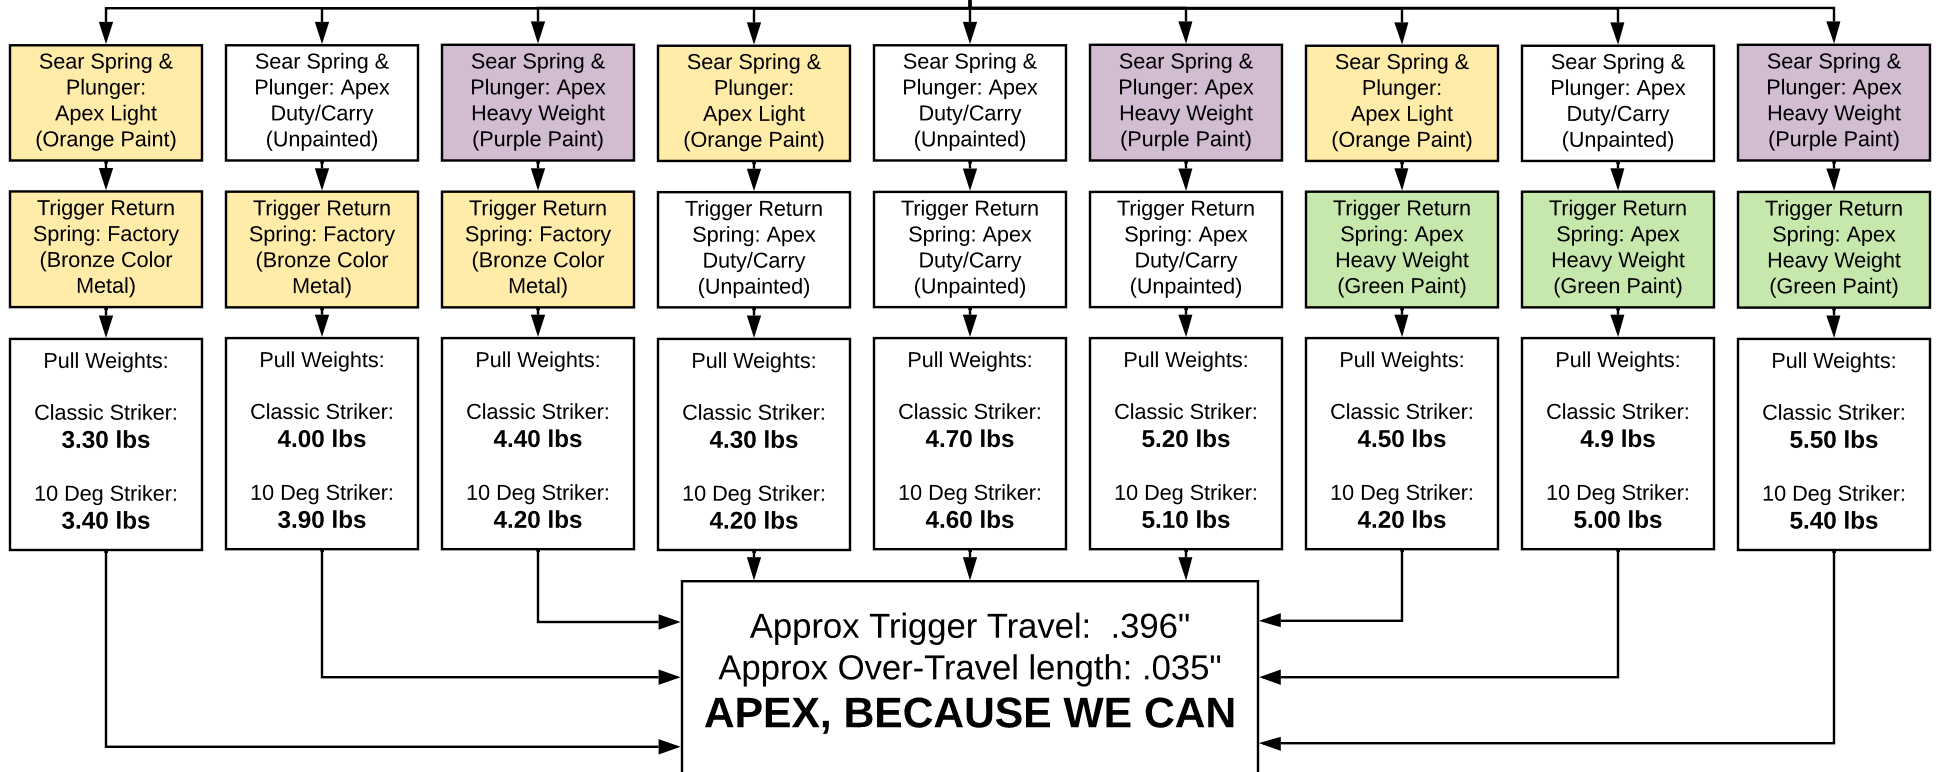 Sear Spring &
Plunger:
Apex Light
(Orange Paint)
Sear Spring &
Plunger: Apex
Duty/Carry
(Unpainted)
Sear Spring &
Plunger: Apex
Heavy Weight
(Purple Paint)
Sear Spring &
Plunger:
Apex Light
(Orange Paint)
Sear Spring &
Plunger: Apex
Duty/Carry
(Unpainted)
Sear Spring &
Plunger: Apex
Heavy Weight
(Purple Paint)
Sear Spring &
Plunger:
Apex Light
(Orange Paint)
Sear Spring &
Plunger: Apex
Duty/Carry
(Unpainted)
Sear Spring &
Plunger: Apex
Heavy Weight
(Purple Paint)
Trigger Return
Spring: Factory
(Bronze Color
Metal)
Trigger Return
Spring: Factory
(Bronze Color
Metal)
Trigger Return
Spring: Factory
(Bronze Color
Metal)
Trigger Return
Spring: Apex
Duty/Carry
(Unpainted)
Trigger Return
Spring: Apex
Duty/Carry
(Unpainted)
Trigger Return
Spring: Apex
Duty/Carry
(Unpainted)
Trigger Return
Spring: Apex
Heavy Weight
(Green Paint)
Trigger Return
Spring: Apex
Heavy Weight
(Green Paint)
Trigger Return
Spring: Apex
Heavy Weight
(Green Paint)
Pull Weights:
Classic Striker:
3.30 lbs
10 Deg Striker:
3.40 lbs
Pull Weights:
Classic Striker:
4.00 lbs
10 Deg Striker:
3.90 lbs
Pull Weights:
Classic Striker:
4.40 lbs
10 Deg Striker:
4.20 lbs
Pull Weights:
Classic Striker:
4.30 lbs
10 Deg Striker:
4.20 lbs
Pull Weights:
Classic Striker:
4.70 lbs
10 Deg Striker:
4.60 lbs
Pull Weights:
Classic Striker:
5.20 lbs
10 Deg Striker:
5.10 lbs
Pull Weights:
Classic Striker:
4.50 lbs
10 Deg Striker:
4.20 lbs
Pull Weights:
Classic Striker:
4.9 lbs
10 Deg Striker:
5.00 lbs
Pull Weights:
Classic Striker:
5.50 lbs
10 Deg Striker:
5.40 lbs
Approx Trigger Travel:  .396"
Approx Over-Travel length: .035"
APEX, BECAUSE WE CAN